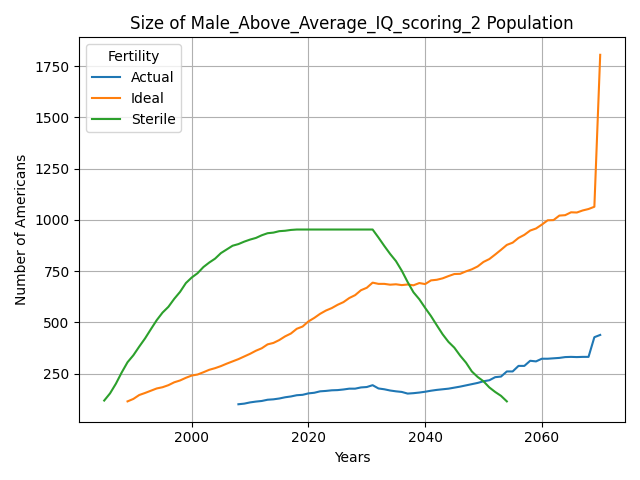 Size of Male_Above_Average_IQ_scoring_2 Population
Fertility
Actual
Ideal
Sterile
1750
1500
1250
1000
750
500
250
Number of Americans
2000
2020
2040
2060
Years